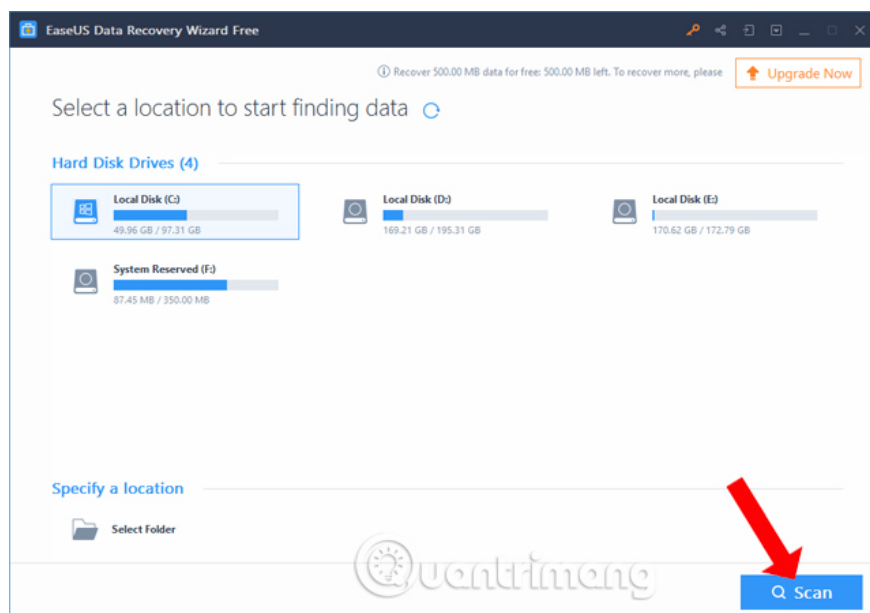 EaseUS Data Recovery Wizard Free
Recover 500.00 MB data for free: 500.00 MB left. To recover more, please
Upgrade Now
Select a location to start finding data
Hard Disk Drives (4)
Local Disk (C:)
49.96 GB / 97.31 GB
Local Disk (D:)
169.21 GB / 195.31 GB
Local Disk (E:)
170.62 GB / 172.79 GB
System Reserved (F:)
87.45 MB / 350.00 MB
Specify a location
Select Folder
Quantrimang
Scan